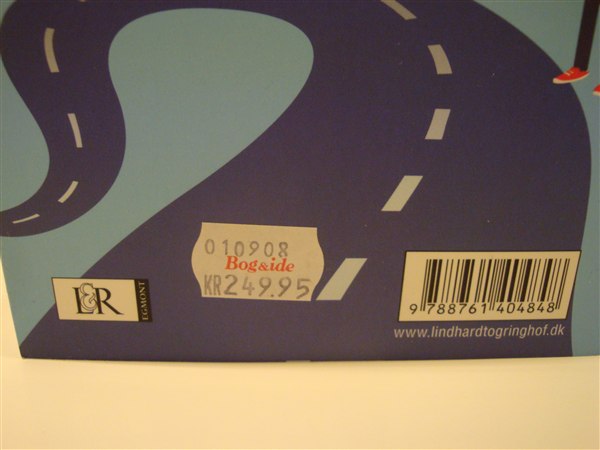 010908
Bog&ide
KR249.95
L&R
EGMONT
9 788761 404848
www.lindhardtogringhof.dk